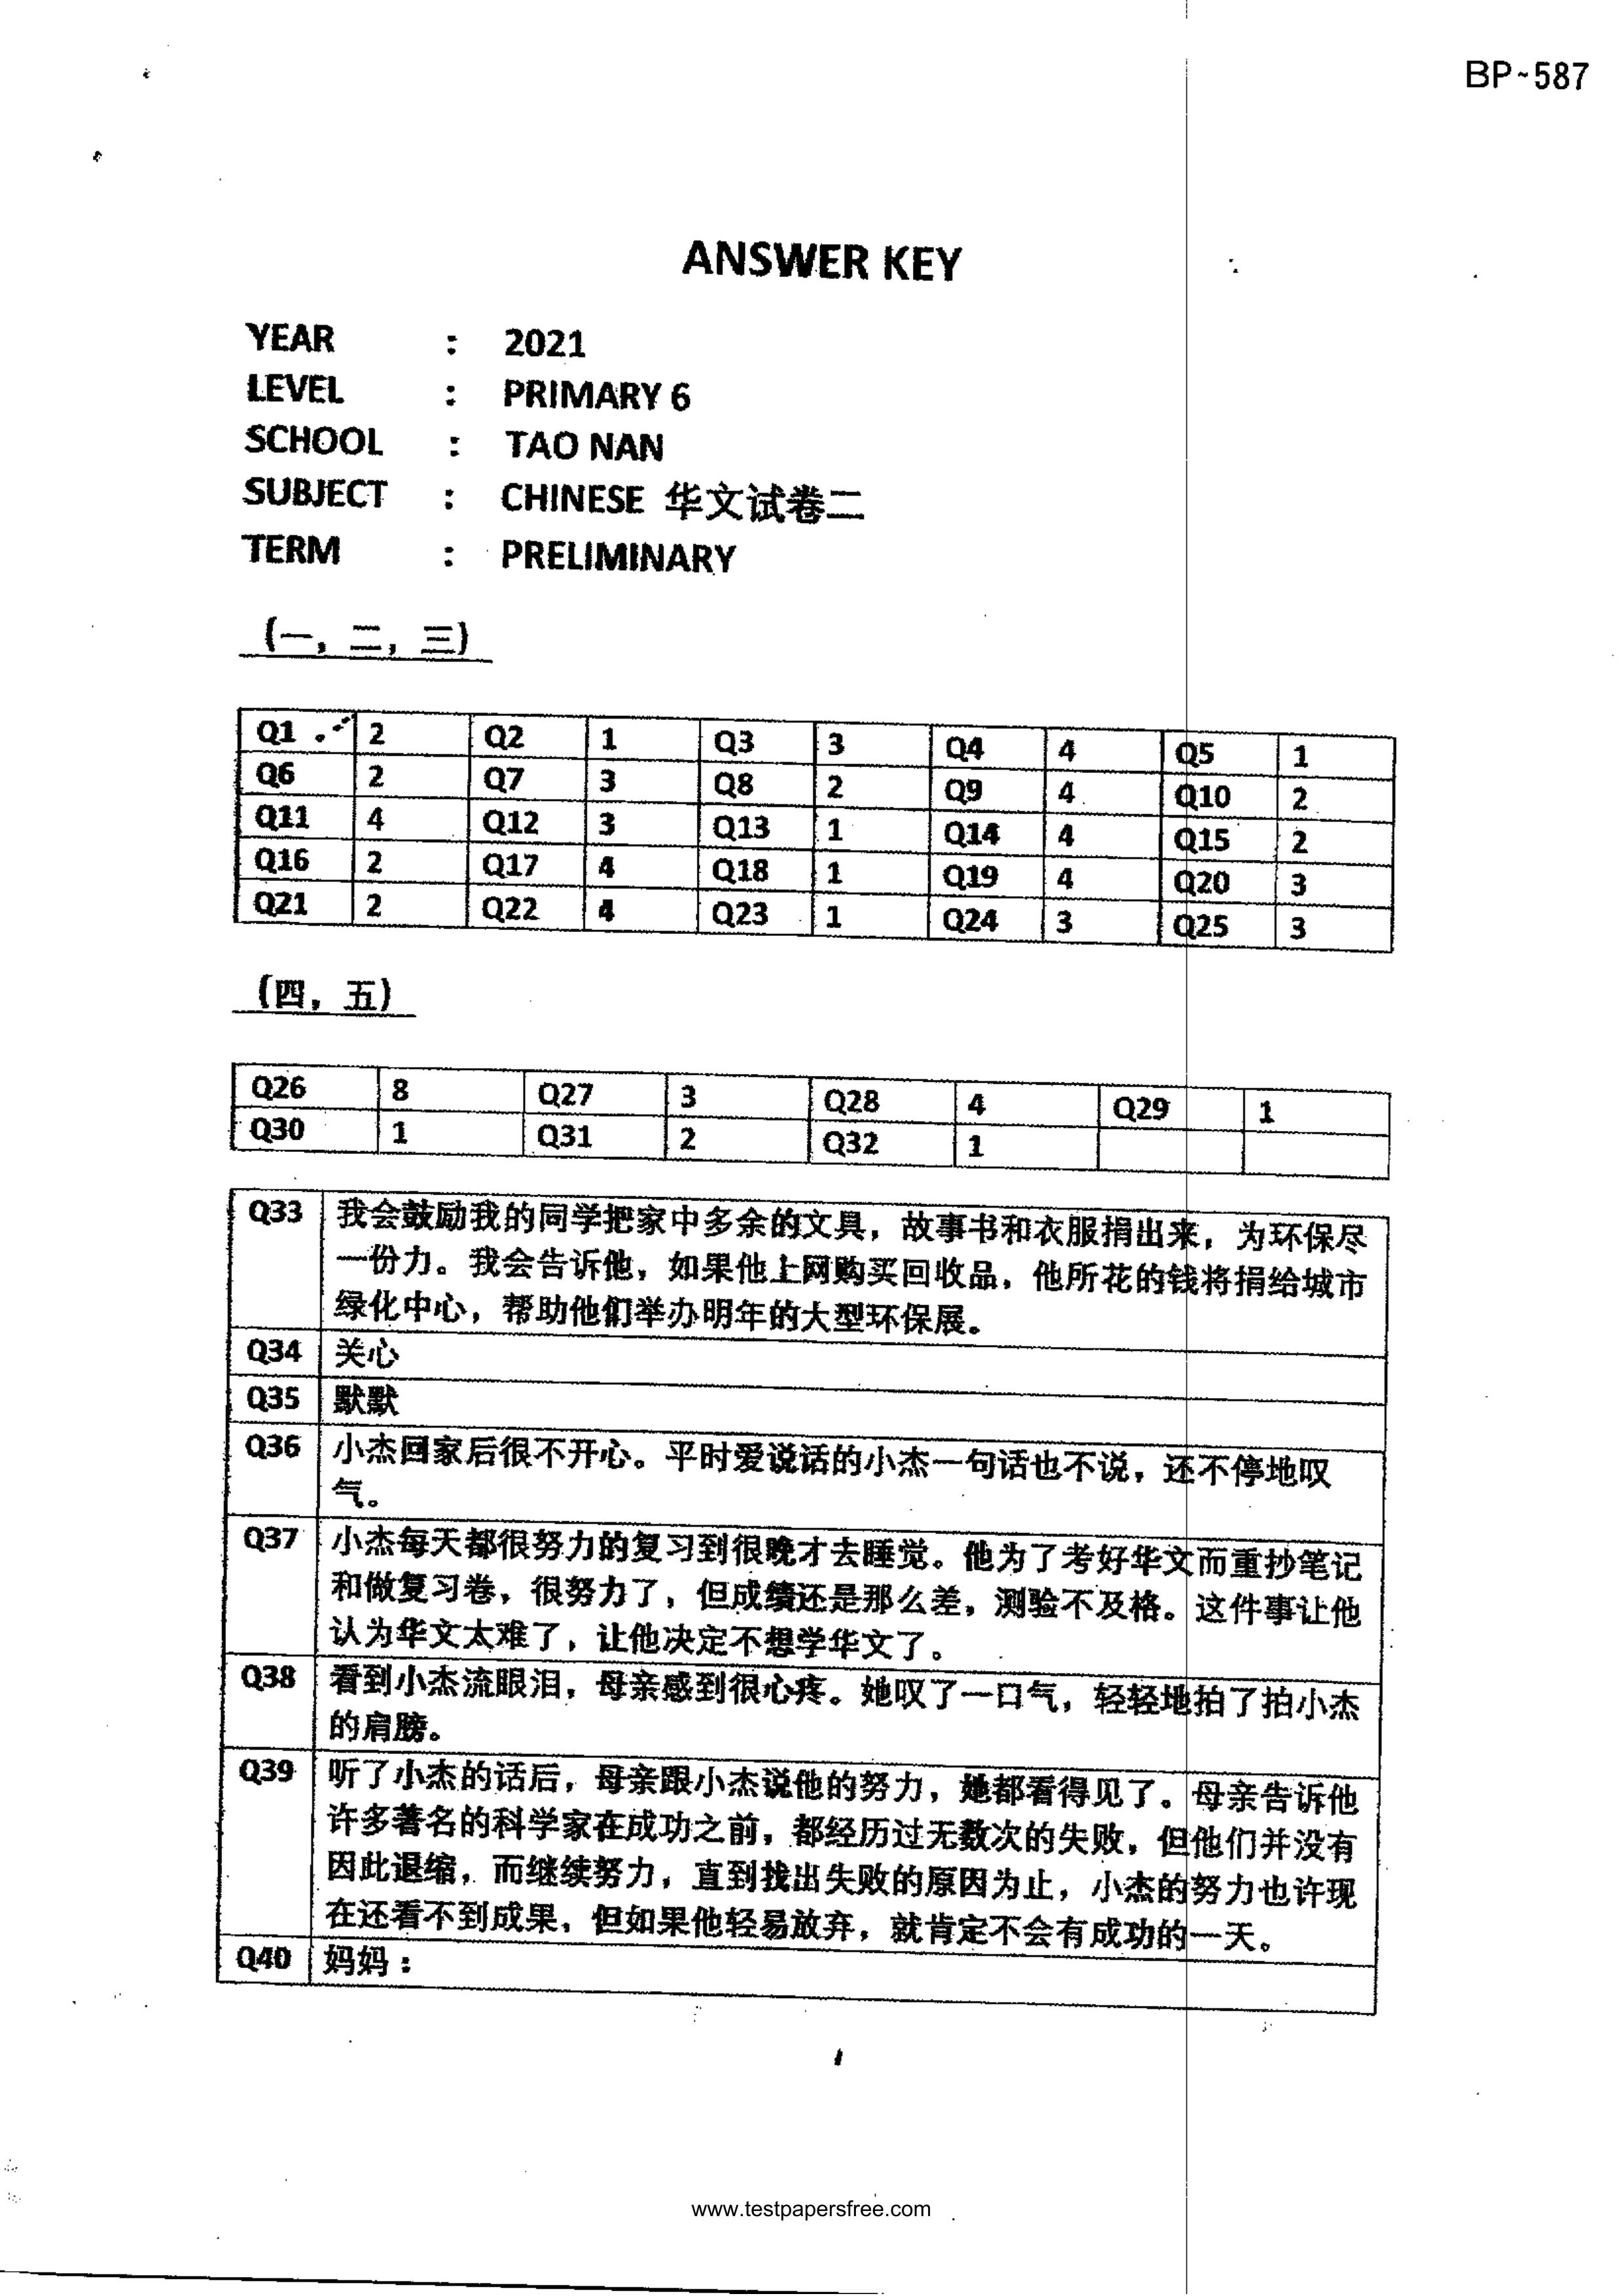 BP~587
ANSWER KEY
YEAR : 2021
LEVEL : PRIMARY 6
SCHOOL : TAO NAN
SUBJECT : CHINESE 华文试卷二
TERM : PRELIMINARY
(一, 二, 三)
Q1 2 Q2 1 Q3 3 Q4 4 Q5 1
Q6 2 Q7 3 Q8 2 Q9 4 Q10 2
Q11 4 Q12 3 Q13 1 Q14 4 Q15 2
Q16 2 Q17 4 Q18 1 Q19 4 Q20 3
Q21 2 Q22 4 Q23 1 Q24 3 Q25 3
(四, 五)
Q26 8 Q27 3 Q28 4 Q29 1
Q30 1 Q31 2 Q32 1
Q33 我会鼓励我的同学把家中多余的文具，故事书和衣服捐出来，为环保尽
一份力。我会告诉他，如果他上网购买回收品，他所花的钱将捐给城市
绿化中心，帮助他们举办明年的大型环保展。
Q34 关心
Q35 默默
Q36 小杰回家后很不开心。平时爱说话的小杰一句话也不说，还不停地叹
气。
Q37 小杰每天都很努力的复习到很晚才去睡觉。他为了考好华文而重抄笔记
和做复习卷，很努力了，但成绩还是那么差，测验不及格。这件事让他
认为华文太难了，让他决定不想学华文了。
Q38 看到小杰流眼泪，母亲感到很心疼。她叹了一口气，轻轻地拍了拍小杰
的肩膀。
Q39 听了小杰的话后，母亲跟小杰说他的努力，她都看得见了。母亲告诉他
许多著名的科学家在成功之前，都经历过无数次的失败，但他们并没有
因此退缩，而继续努力，直到找出失败的原因为止，小杰的努力也许现
在还看不到成果，但如果他轻易放弃，就肯定不会有成功的一天。
Q40 妈妈：
www.testpapersfree.com